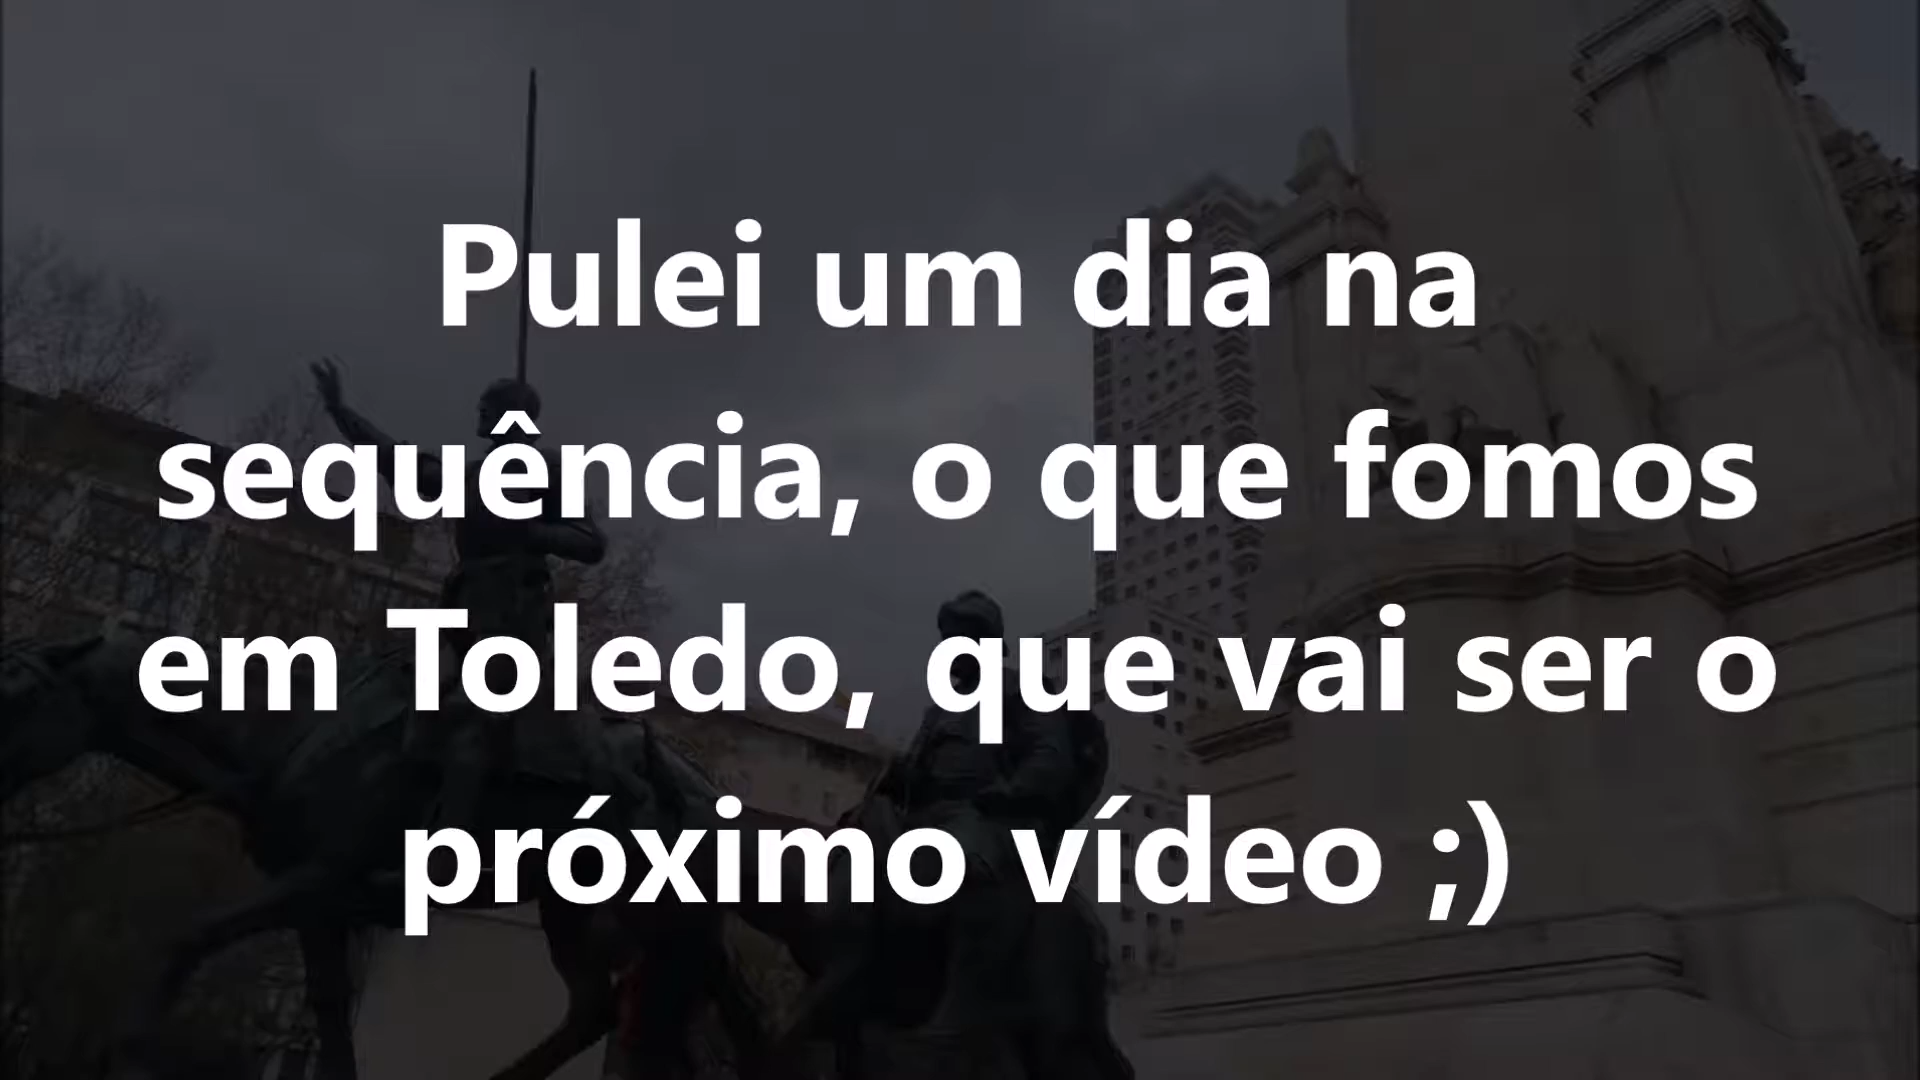 Pulei um dia na
sequência, o que fomos
em Toledo, que vai ser o
próximo vídeo ;)